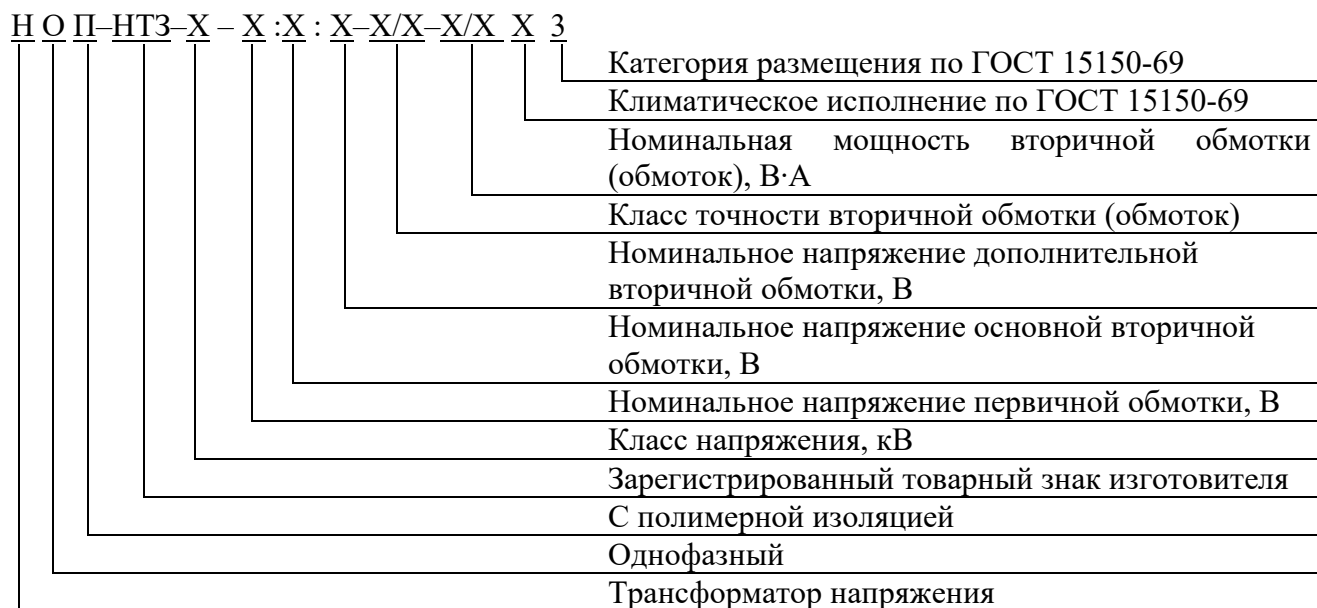 Н О П–НТЗ–Х – Х :Х : Х–Х/Х–Х/Х Х 3
Категория размещения по ГОСТ 15150-69
Климатическое исполнение по ГОСТ 15150-69
Номинальная мощность вторичной обмотки
(обмоток), В·А
Класс точности вторичной обмотки (обмоток)
Номинальное напряжение дополнительной
вторичной обмотки, В
Номинальное напряжение основной вторичной
обмотки, В
Номинальное напряжение первичной обмотки, В
Класс напряжения, кВ
Зарегистрированный товарный знак изготовителя
С полимерной изоляцией
Однофазный
Трансформатор напряжения